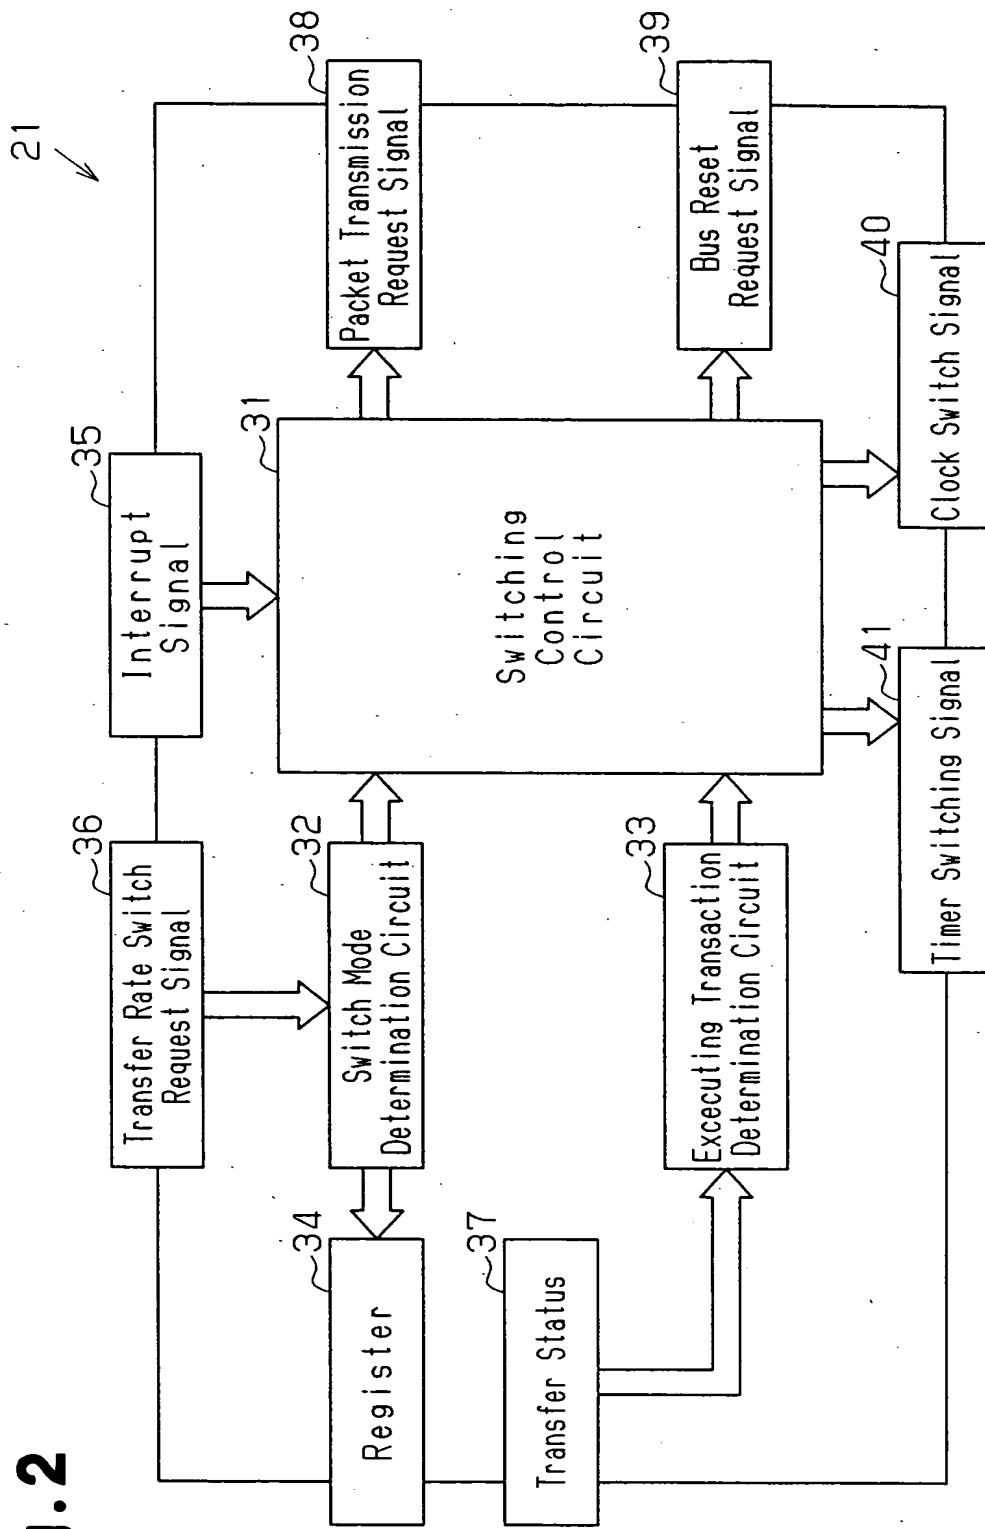 .2
21
36
Transfer Rate Switch
Request Signal
35
Interrupt
Signal
34
Register
32
Switch Mode
Determination Circuit
31
Switching
Control
Circuit
38
Packet Transmission
Request Signal
37
Transfer Status
33
Excecuting Transaction
Determination Circuit
39
Bus Reset
Request Signal
41
Timer Switching Signal
40
Clock Switch Signal